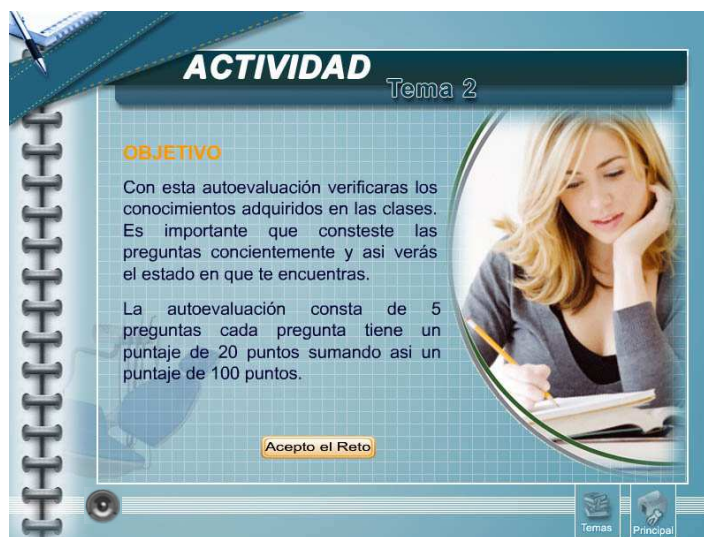 ACTIVIDAD
Tema 2
OBJETIVO
Con esta autoevaluación verificaras los
conocimientos adquiridos en las clases.
Es importante que consteste las
preguntas concientemente y asi verás
el estado en que te encuentras.
La autoevaluación consta de 5
preguntas cada pregunta tiene un
puntaje de 20 puntos sumando asi un
puntaje de 100 puntos.
Acepto el Reto
Temas
Principal